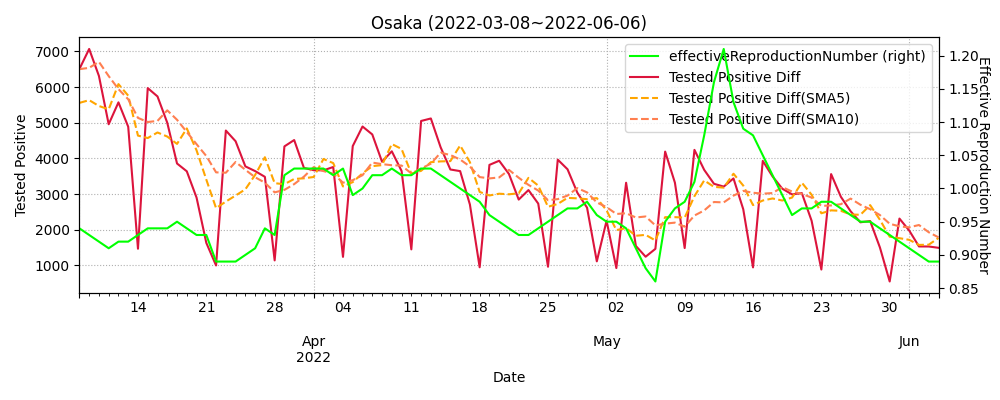 Osaka (2022-03-08~2022-06-06)
effectiveReproductionNumber (right)
Tested Positive Diff
Tested Positive Diff(SMA5)
Tested Positive Diff(SMA10)
Tested Positive
7000
6000
5000
4000
3000
2000
1000
Effective Reproduction Number
1.20
1.15
1.10
1.05
1.00
0.95
0.90
0.85
14 21 28 04 11 18 25 02 09 16 23 30
Apr May Jun
2022
Date